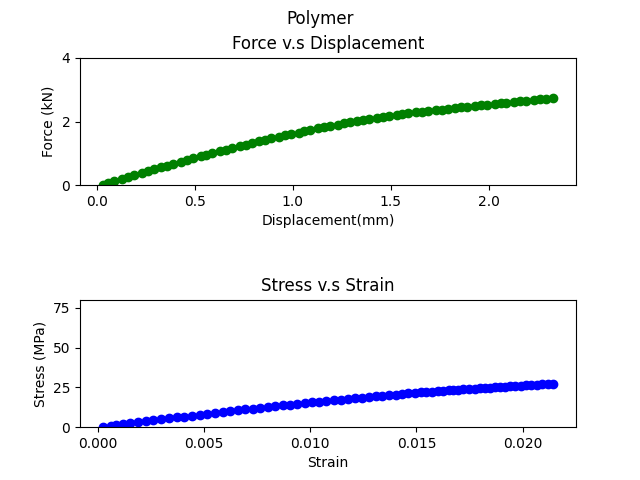 Polymer
Force v.s Displacement
4
2
0
Force (kN)
0.0 0.5 1.0 1.5 2.0
Displacement(mm)
Stress v.s Strain
75
50
25
0
Stress (MPa)
0.000 0.005 0.010 0.015 0.020
Strain